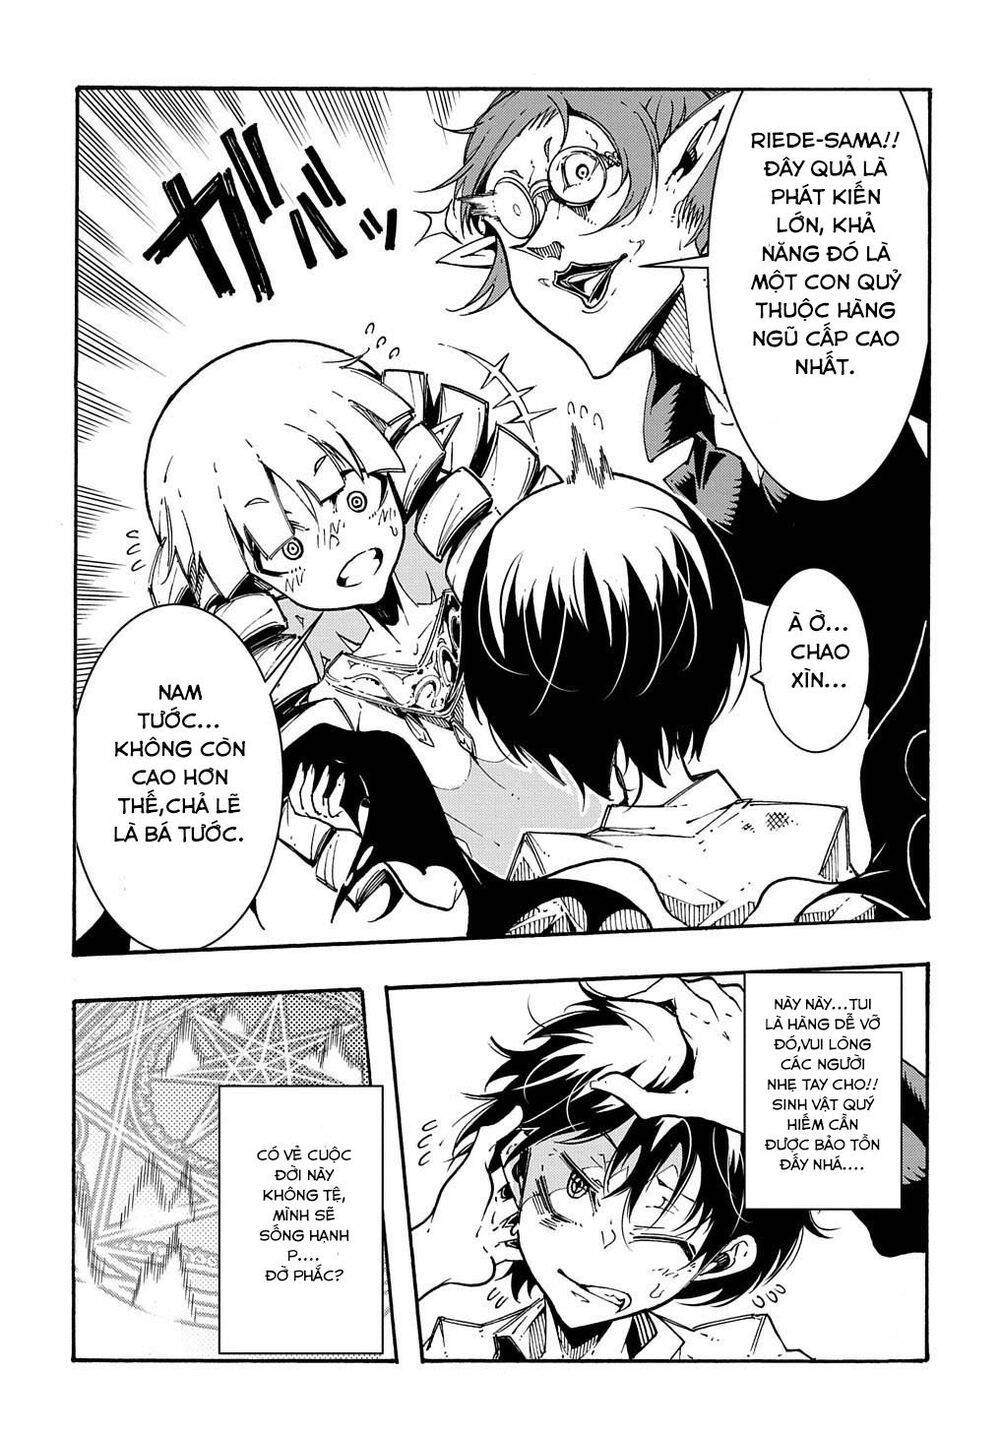 RIEDE-SAMA!!
ĐÂY QUẢ LÀ
PHÁT KIẾN
LỚN, KHẢ
NĂNG ĐÓ LÀ
MỘT CON QUỶ
THUỘC HÀNG
NGŨ CẤP CAO
NHẤT.
ガバッ
À Ờ...
CHAO
XÌN...
NAM
TƯỚC...
KHÔNG CÒN
CAO HƠN
THẾ,CHẢ LẼ
LÀ BÁ TƯỚC.
NÀY NÀY...TUI
LÀ HÀNG DỄ VỠ
ĐÓ,VUI LÒNG
CÁC NGƯỜI
NHẸ TAY CHO!!
SINH VẬT QUÝ
HIẾM CẦN
ĐƯỢC BẢO TỒN
ĐẤY NHÁ....
CÓ VẺ CUỘC
ĐỜI NÀY
KHÔNG TỆ,
MÌNH SẼ
SỐNG HẠNH
P....
ĐỜ PHẮC?